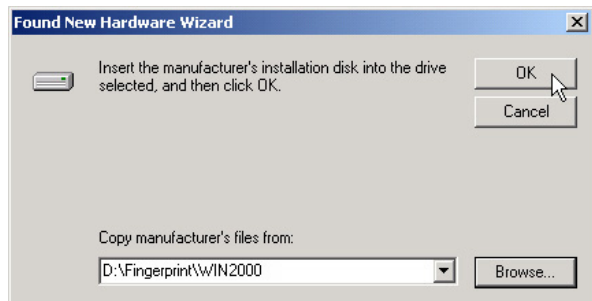 Found New Hardware Wizard
Insert the manufacturer's installation disk into the drive
selected, and then click OK.
OK
Cancel
Copy manufacturer's files from:
D:\Fingerprint\WIN2000
Browse...